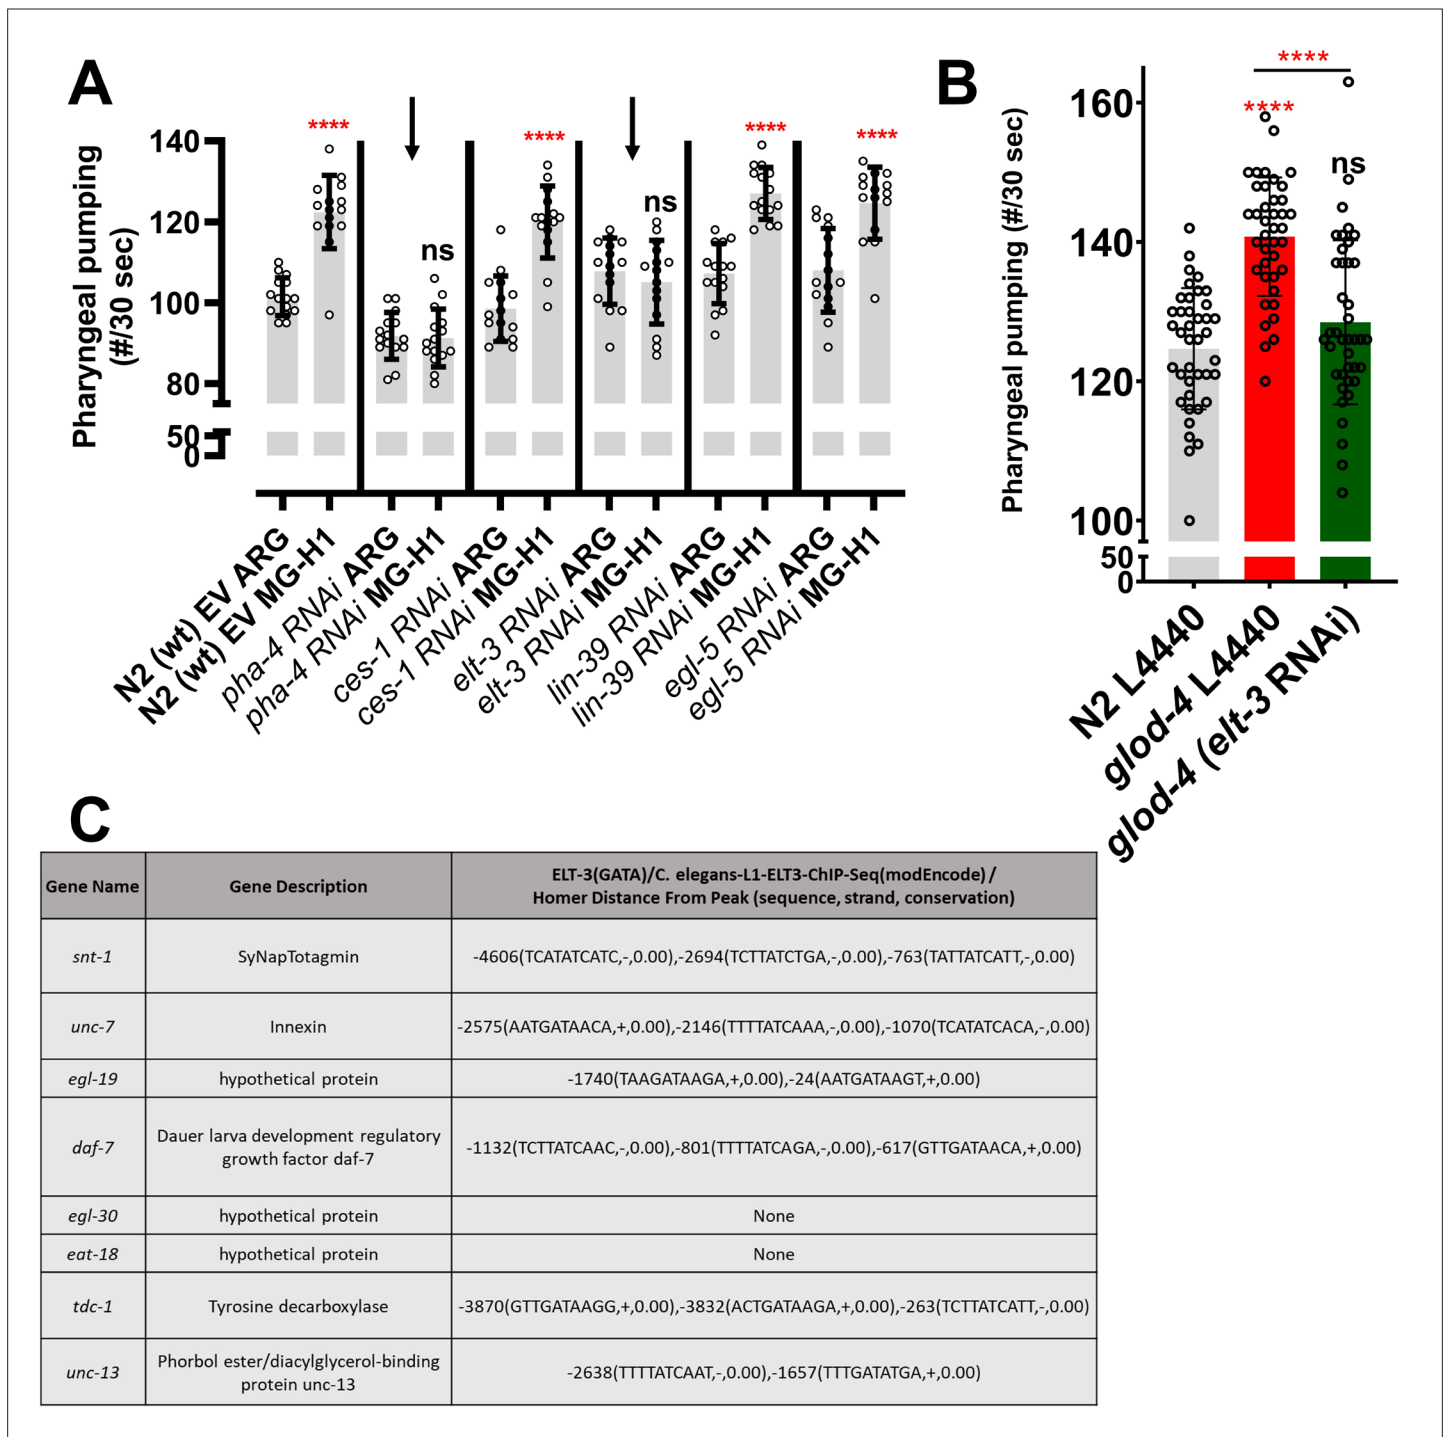 A
Pharyngeal pumping
(#/30 sec)
140
120
100
80
50
0
****
ns
****
ns
****
****
N2 (wt) EV ARG
N2 (wt) EV MG-H1
pha-4 RNAi ARG
pha-4 RNAi MG-H1
ces-1 RNAi ARG
ces-1 RNAi MG-H1
elt-3 RNAi ARG
elt-3 RNAi MG-H1
lin-39 RNAi ARG
lin-39 RNAi MG-H1
egl-5 RNAi ARG
egl-5 RNAi MG-H1
B
Pharyngeal pumping (#/30 sec)
160
140
120
100
50
0
****
****
ns
N2 L4440
glod-4 L4440
glod-4 (elt-3 RNAi)
C
Gene Name
Gene Description
ELT-3(GATA)/C. elegans-L1-ELT3-ChIP-Seq(modEncode) /
Homer Distance From Peak (sequence, strand, conservation)
snt-1
SyNapTotagmin
-4606(TCATATCATC,-,0.00),-2694(TCTTATCTGA,-,0.00),-763(TATTATCATT,-,0.00)
unc-7
Innexin
-2575(AATGATAACA,+,0.00),-2146(TTTTATCAAA,-,0.00),-1070(TCATATCACA,-,0.00)
egl-19
hypothetical protein
-1740(TAAGATAAGA,+,0.00),-24(AATGATAAGT,+,0.00)
daf-7
Dauer larva development regulatory
growth factor daf-7
-1132(TCTTATCAAC,-,0.00),-801(TTTTATCAGA,-,0.00),-617(GTTGATAACA,+,0.00)
egl-30
hypothetical protein
None
eat-18
hypothetical protein
None
tdc-1
Tyrosine decarboxylase
-3870(GTTGATAAGG,+,0.00),-3832(ACTGATAAGA,+,0.00),-263(TCTTATCATT,-,0.00)
unc-13
Phorbol ester/diacylglycerol-binding
protein unc-13
-2638(TTTTATCAAT,-,0.00),-1657(TTTGATATGA,+,0.00)